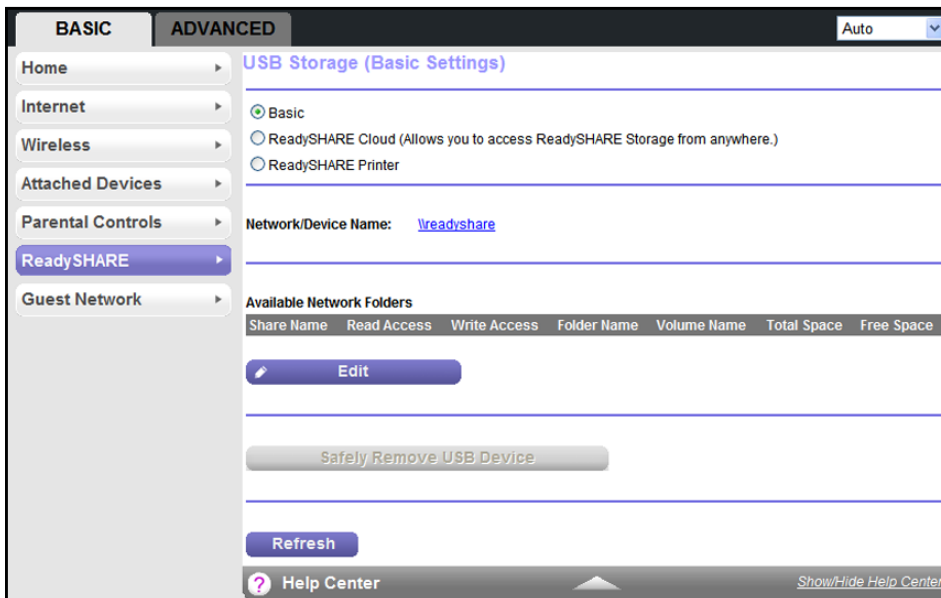 BASIC ADVANCED Auto
Home
Internet
Wireless
Attached Devices
Parental Controls
ReadySHARE
Guest Network
USB Storage (Basic Settings)
Basic
ReadySHARE Cloud (Allows you to access ReadySHARE Storage from anywhere.)
ReadySHARE Printer
Network/Device Name: \\readyshare
Available Network Folders
Share Name Read Access Write Access Folder Name Volume Name Total Space Free Space
Edit
Safely Remove USB Device
Refresh
? Help Center Show/Hide Help Center